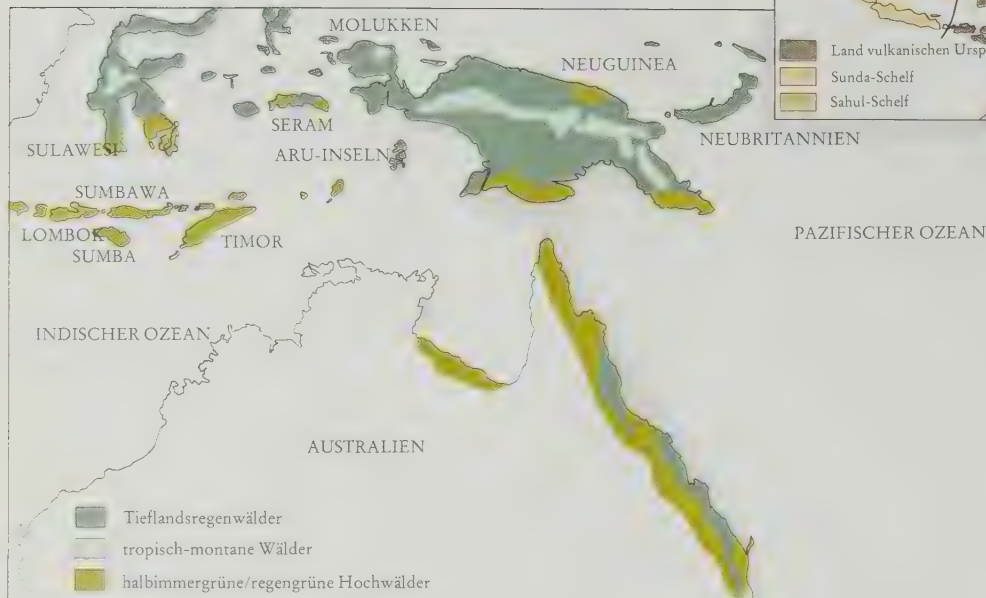 MOLUKKEN
NEUGUINEA
SERAM
NEUBRITANNIEN
SULAWESI
ARU-INSELN
SUMBAWA
LOMBOK
TIMOR
SUMBA
PAZIFISCHER OZEAN
INDISCHER OZEAN
AUSTRALIEN
Tieflandsregenwälder
tropisch-montane Wälder
halbimmergrüne/regengrüne Hochwälder
Land vulkanischen Ursp
Sunda-Schelf
Sahul-Schelf